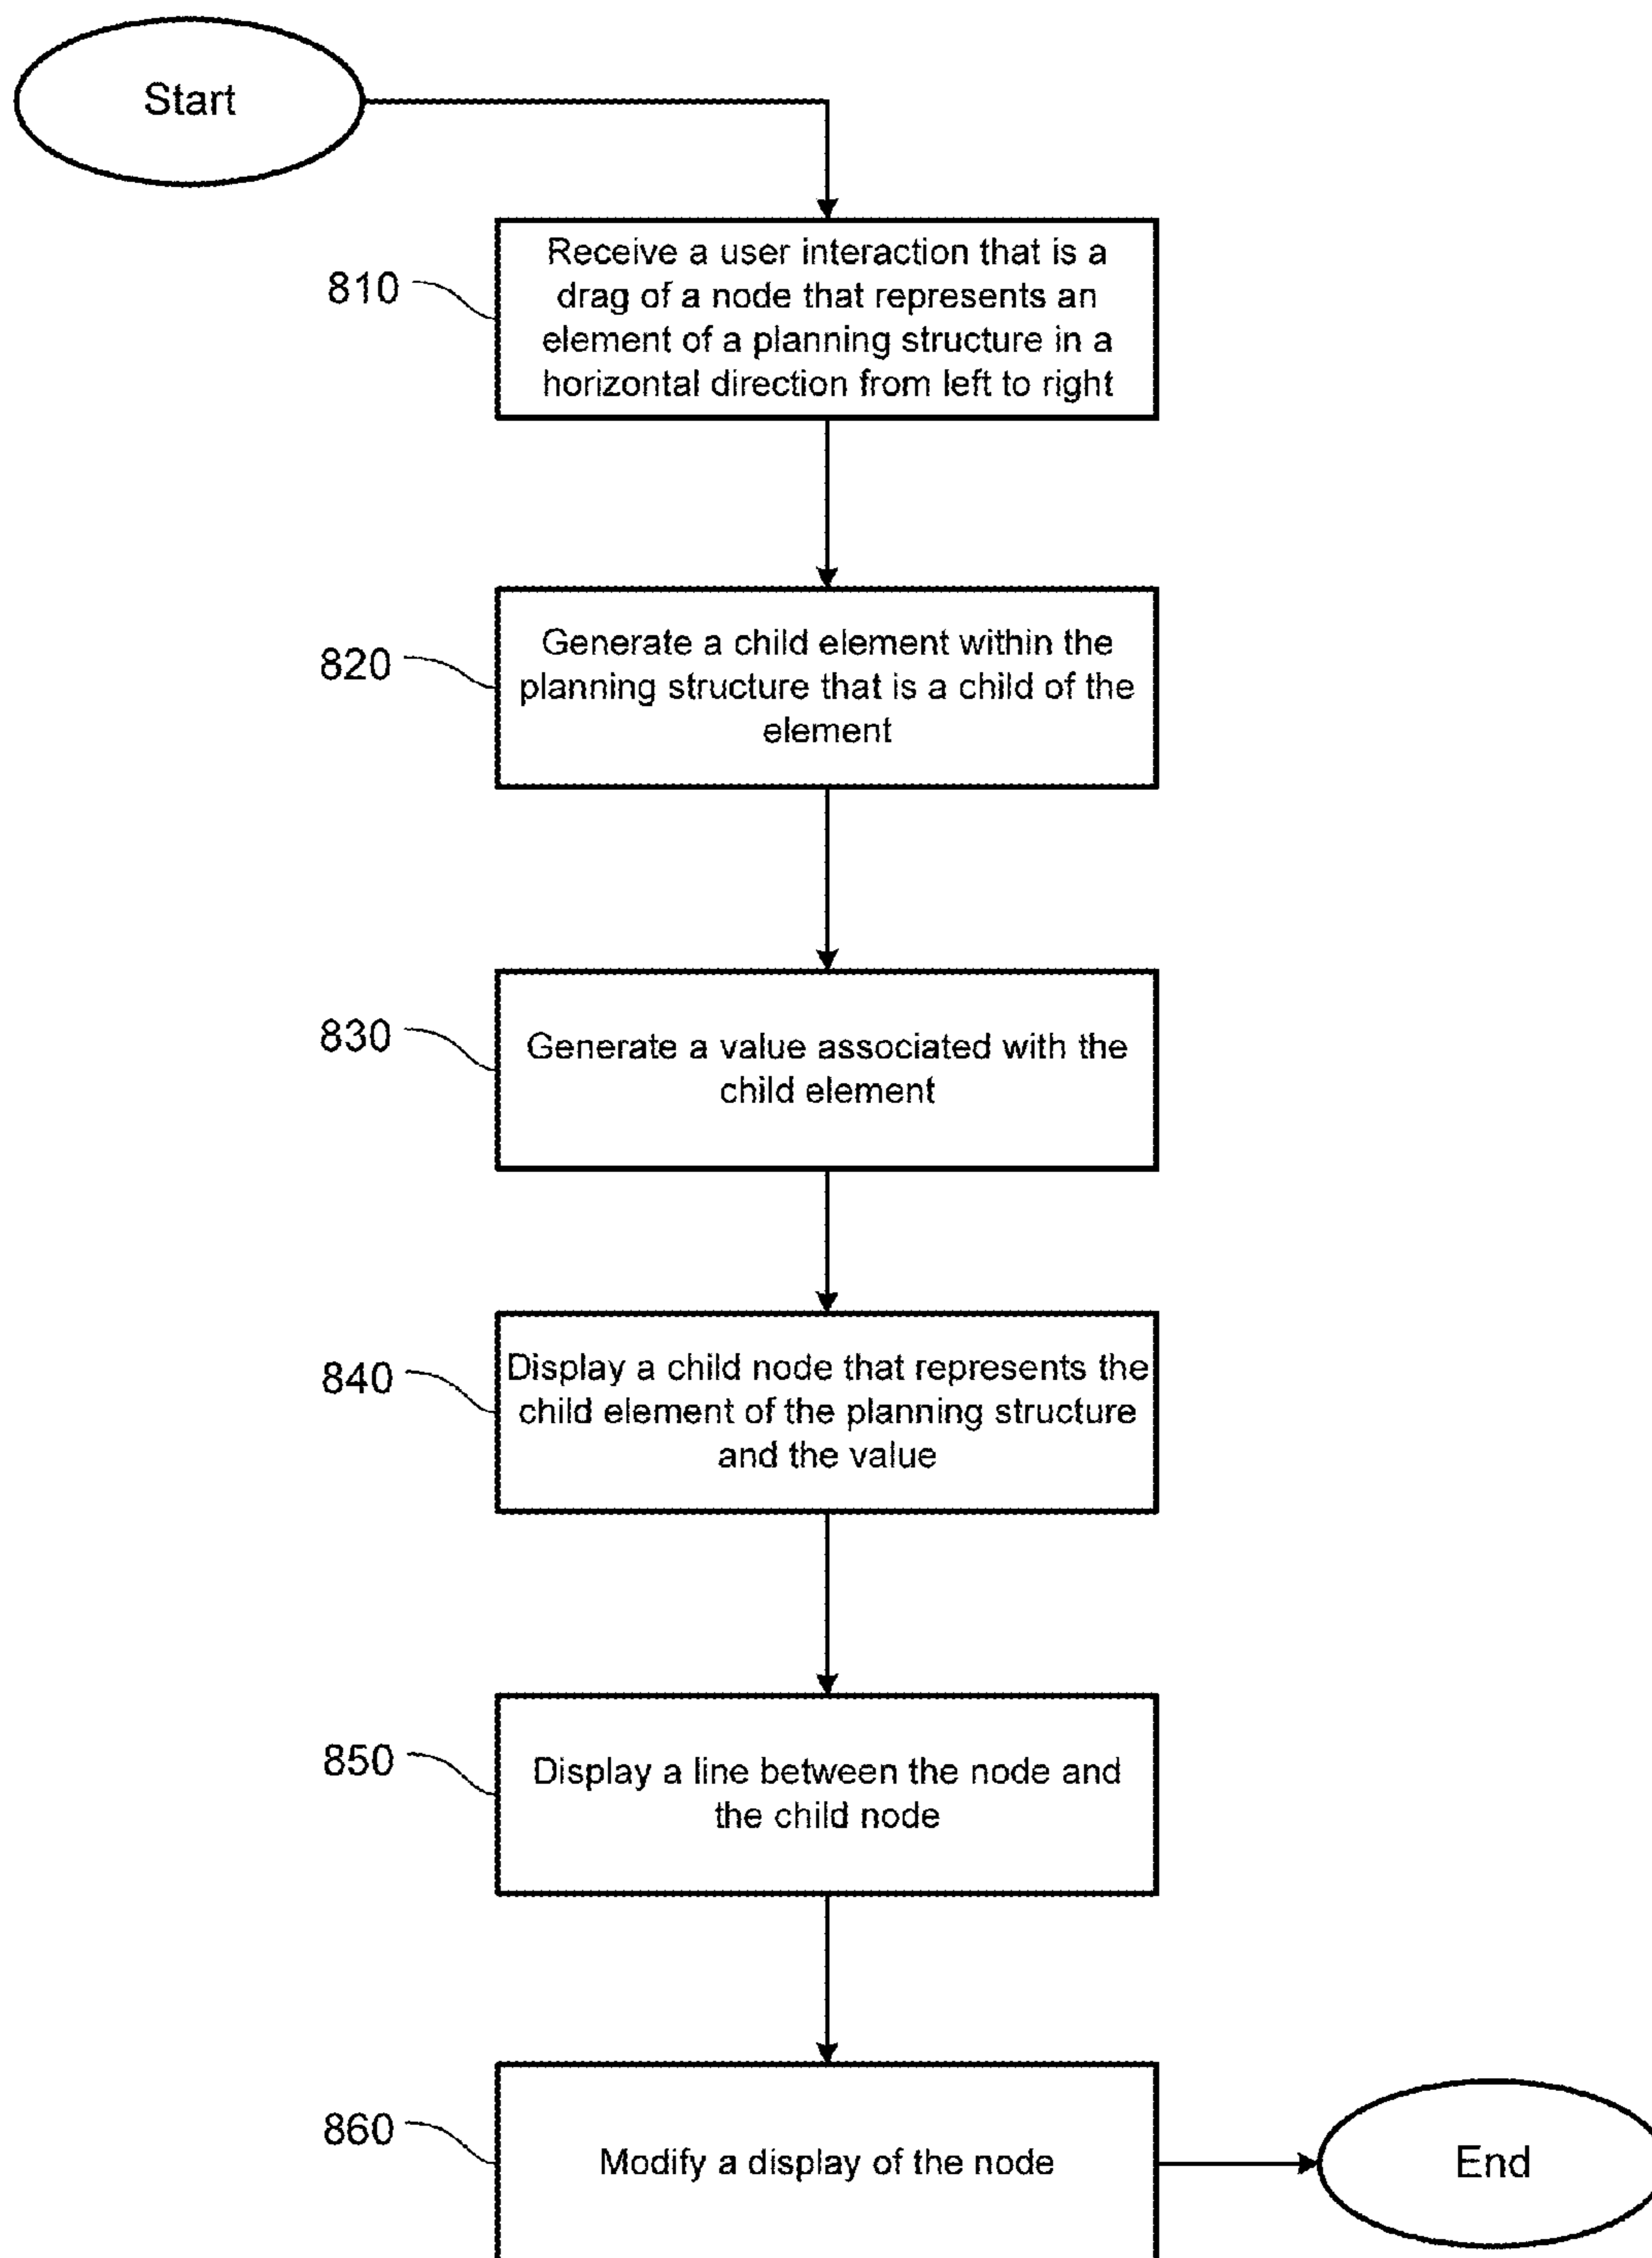 Start
810
Receive a user interaction that is a
drag of a node that represents an
element of a planning structure in a
horizontal direction from left to right
820
Generate a child element within the
planning structure that is a child of the
element
830
Generate a value associated with the
child element
840
Display a child node that represents the
child element of the planning structure
and the value
850
Display a line between the node and
the child node
860
Modify a display of the node
End